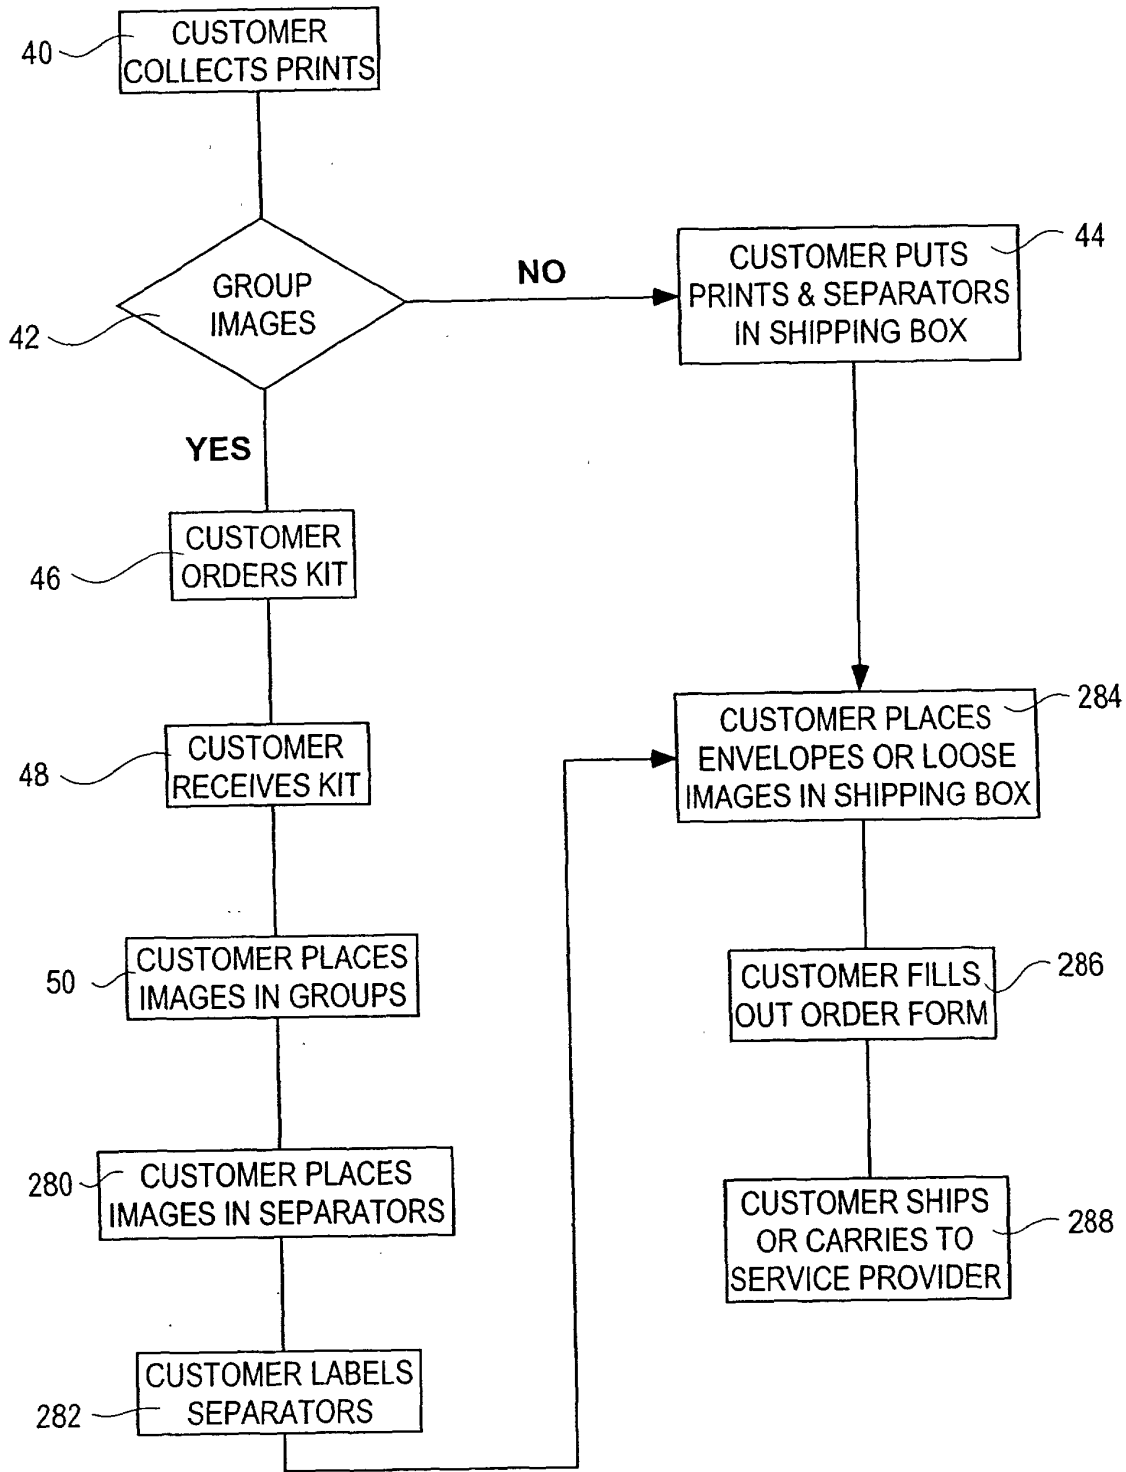 40
CUSTOMER
COLLECTS PRINTS
42
GROUP
IMAGES
NO
44
CUSTOMER PUTS
PRINTS & SEPARATORS
IN SHIPPING BOX
YES
46
CUSTOMER
ORDERS KIT
48
CUSTOMER
RECEIVES KIT
50
CUSTOMER PLACES
IMAGES IN GROUPS
280
CUSTOMER PLACES
IMAGES IN SEPARATORS
282
CUSTOMER LABELS
SEPARATORS
284
CUSTOMER PLACES
ENVELOPES OR LOOSE
IMAGES IN SHIPPING BOX
286
CUSTOMER FILLS
OUT ORDER FORM
288
CUSTOMER SHIPS
OR CARRIES TO
SERVICE PROVIDER